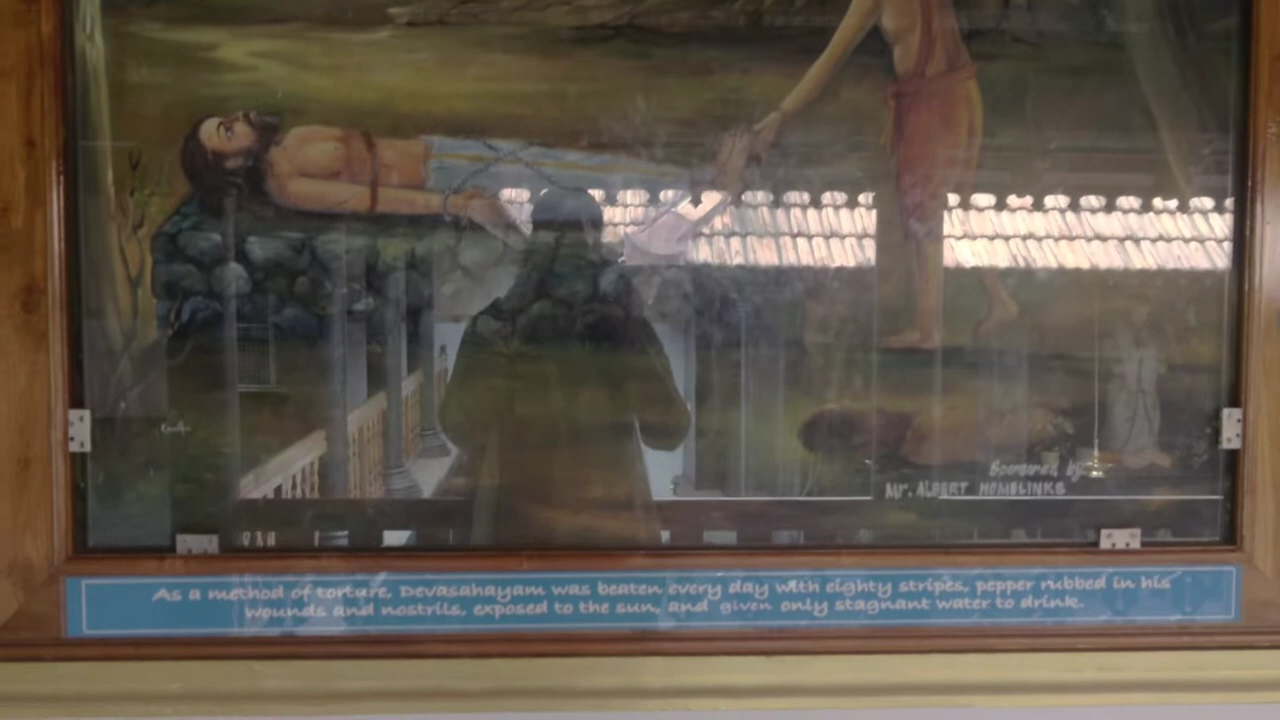 Sponsored by
Mr. ALBERT HOMELINKS
As a method of torture, Devasahayam was beaten every day with eighty stripes, pepper rubbed in his
wounds and nostrils, exposed to the sun, and given only stagnant water to drink.